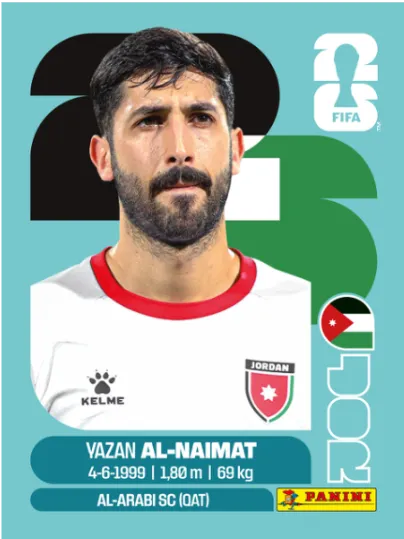 26
FIFA
JORDAN
KELME
JOR
YAZAN AL-NAIMAT
4-6-1999 | 1,80 m | 69 kg
AL-ARABI SC (QAT)
PANINI